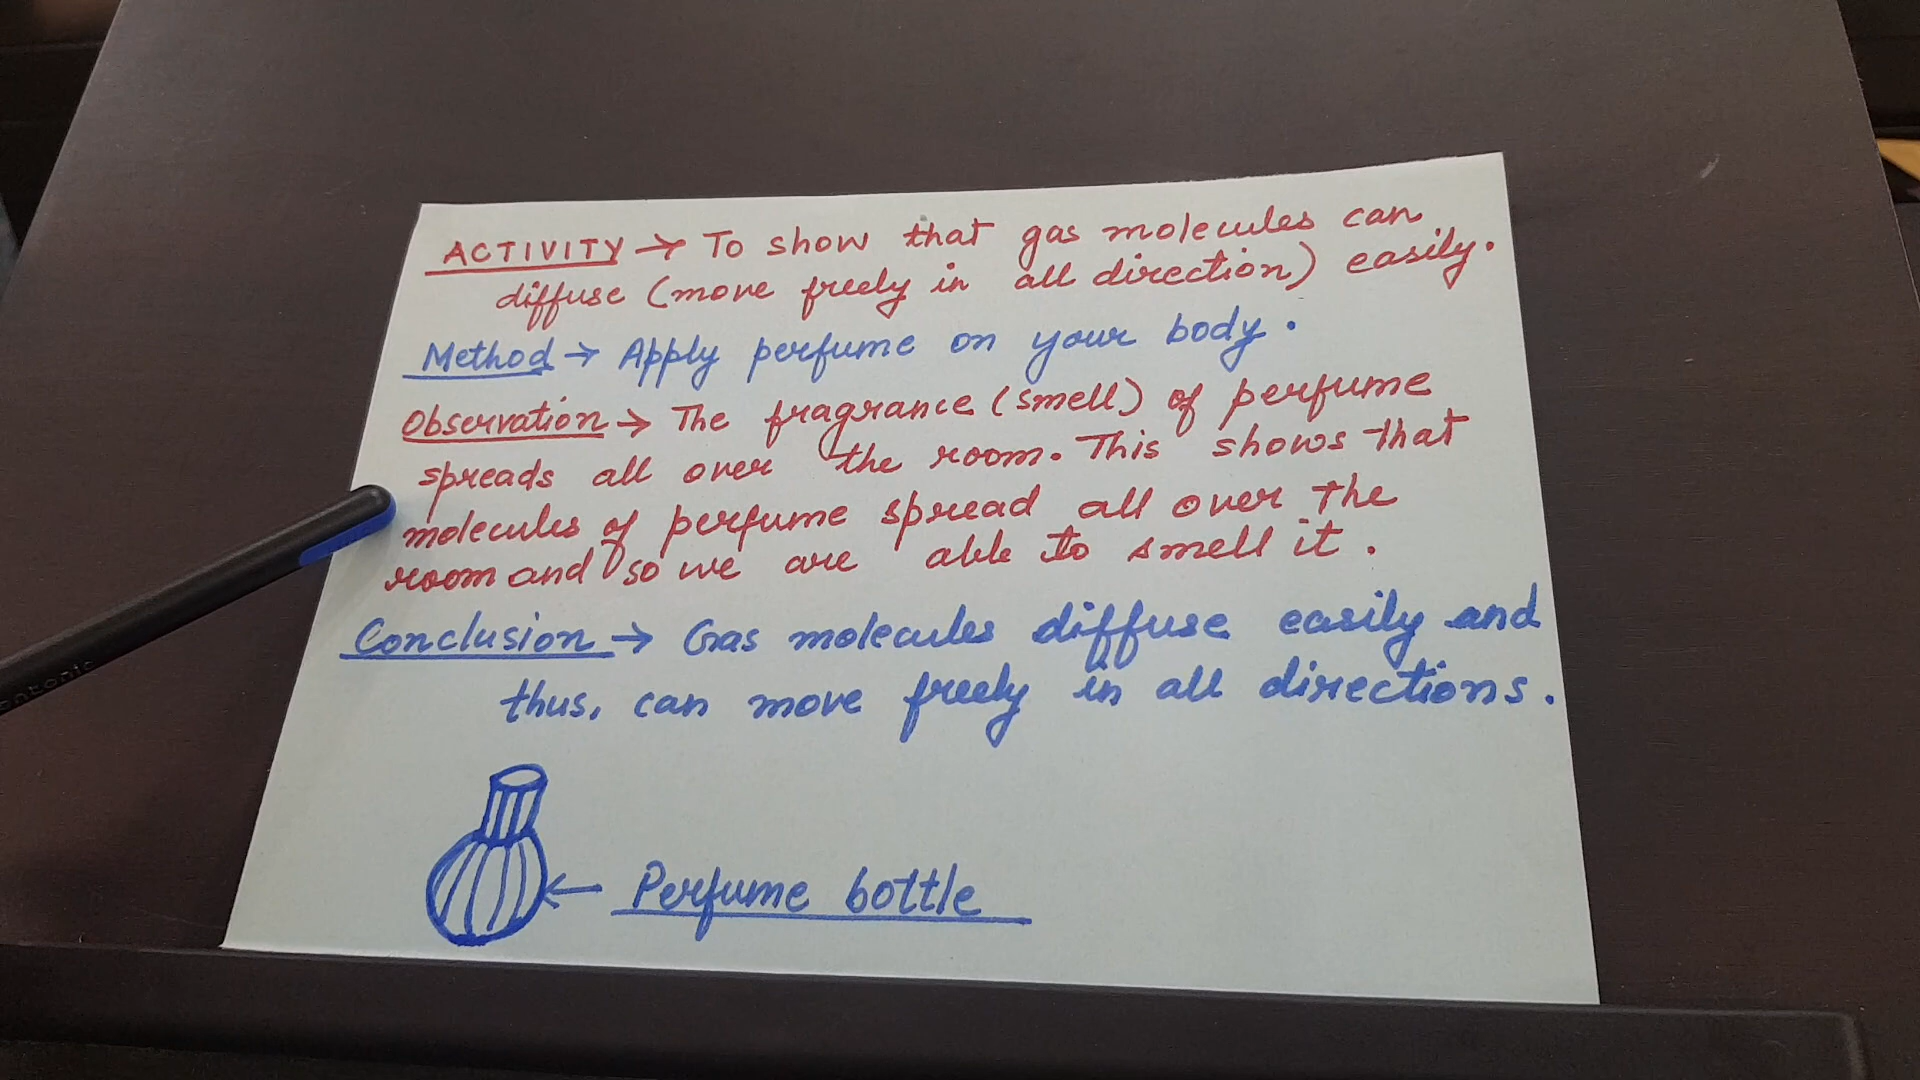 ACTIVITY → To show that gas molecules can
diffuse (move freely in all direction) easily.
Method → Apply perfume on your body.
Observation → The fragrance (smell) of perfume
spreads all over the room. This shows that
molecules of perfume spread all over the
room and so we are able to smell it.
Conclusion → Gas molecules diffuse easily and
thus, can move freely in all directions.
← Perfume bottle